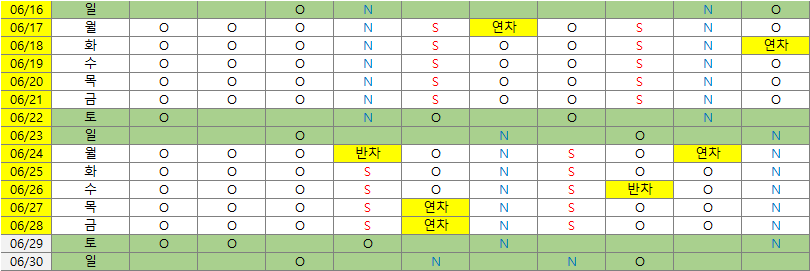 06/16 일 O N N O
06/17 월 O O O N S 연차 O S N O
06/18 화 O O O N S O O S N 연차
06/19 수 O O O N S O O S N O
06/20 목 O O O N S O O S N O
06/21 금 O O O N S O O S N O
06/22 토 O N O O N
06/23 일 O N O N
06/24 월 O O O 반차 O N S O 연차 N
06/25 화 O O O S O N S O O N
06/26 수 O O O S O N S 반차 O N
06/27 목 O O O S 연차 N S O O N
06/28 금 O O O S 연차 N S O O N
06/29 토 O O O N N
06/30 일 O N N O